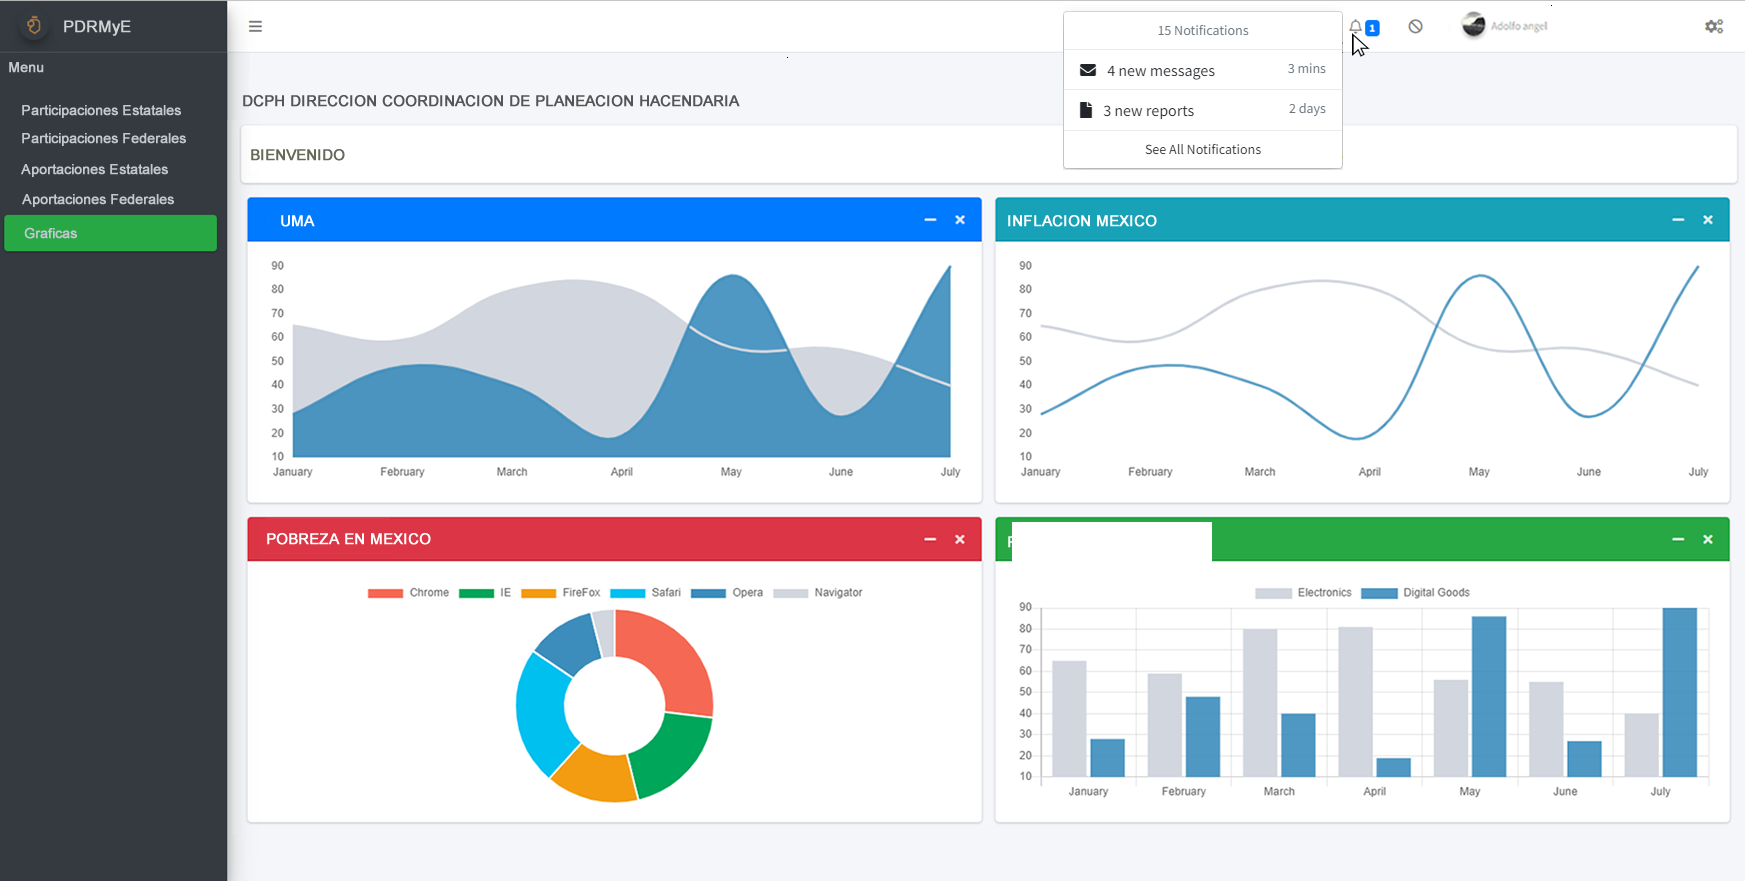 PDRMyE
Menu
Participaciones Estatales
Participaciones Federales
Aportaciones Estatales
Aportaciones Federales
Graficas
1
Adolfo angel
15 Notifications
4 new messages 3 mins
3 new reports 2 days
See All Notifications
DCPH DIRECCION COORDINACION DE PLANEACION HACENDARIA
BIENVENIDO
UMA
90
80
70
60
50
40
30
20
10
January February March April May June July
INFLACION MEXICO
90
80
70
60
50
40
30
20
10
January February March April May June July
POBREZA EN MEXICO
Chrome IE FireFox Safari Opera Navigator
Electronics Digital Goods
90
80
70
60
50
40
30
20
10
January February March April May June July